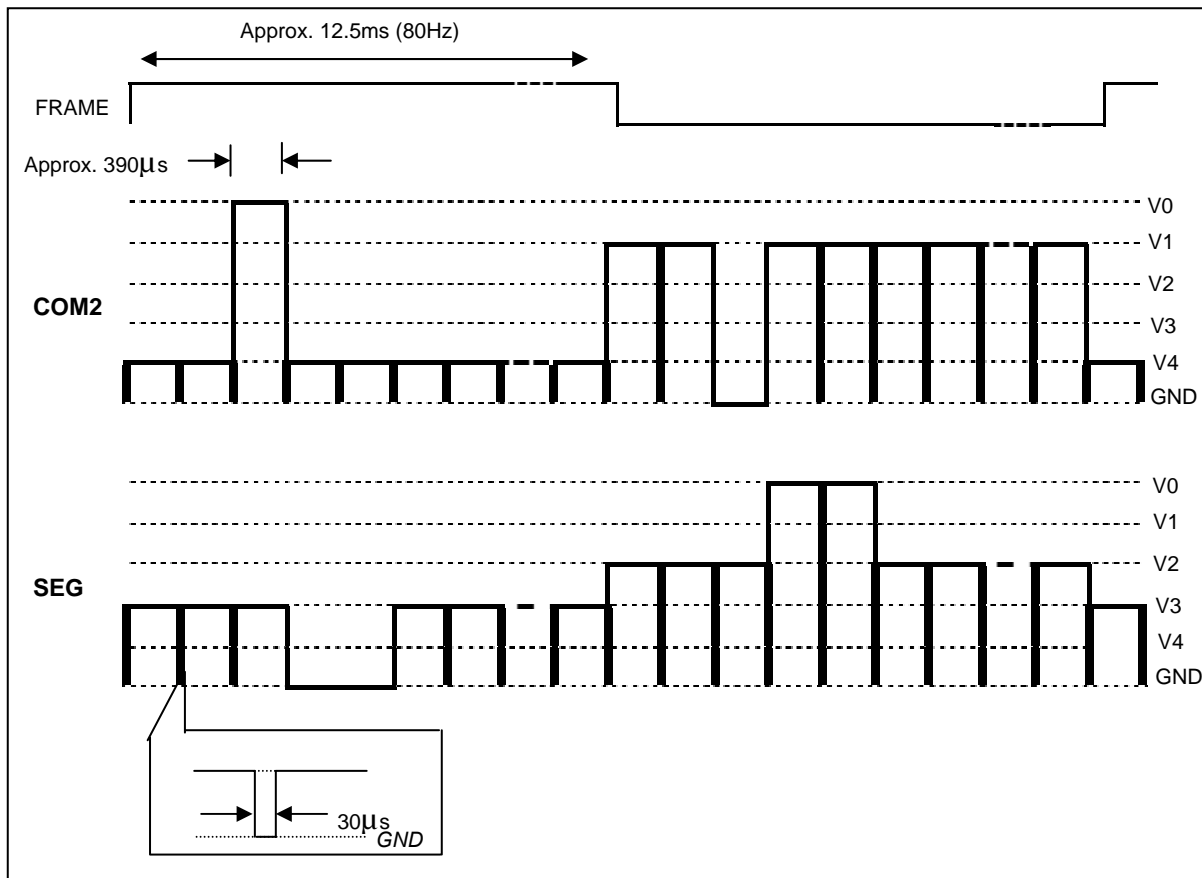 Approx. 12.5ms (80Hz)
FRAME
Approx. 390μs
COM2
V0
V1
V2
V3
V4
GND
SEG
V0
V1
V2
V3
V4
GND
30μs
GND